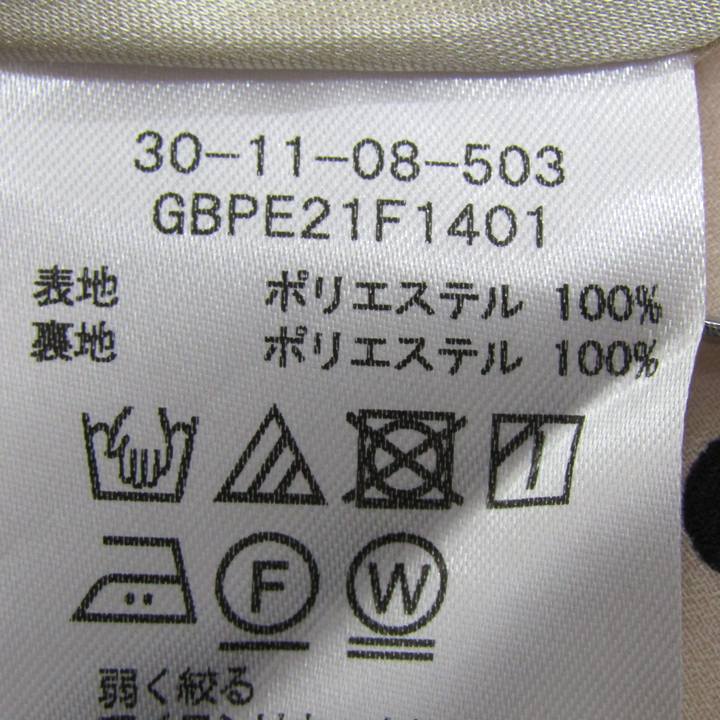 30-11-08-503
GBPE21F1401
表地 ポリエステル 100%
裏地 ポリエステル 100%
F W
弱く絞る